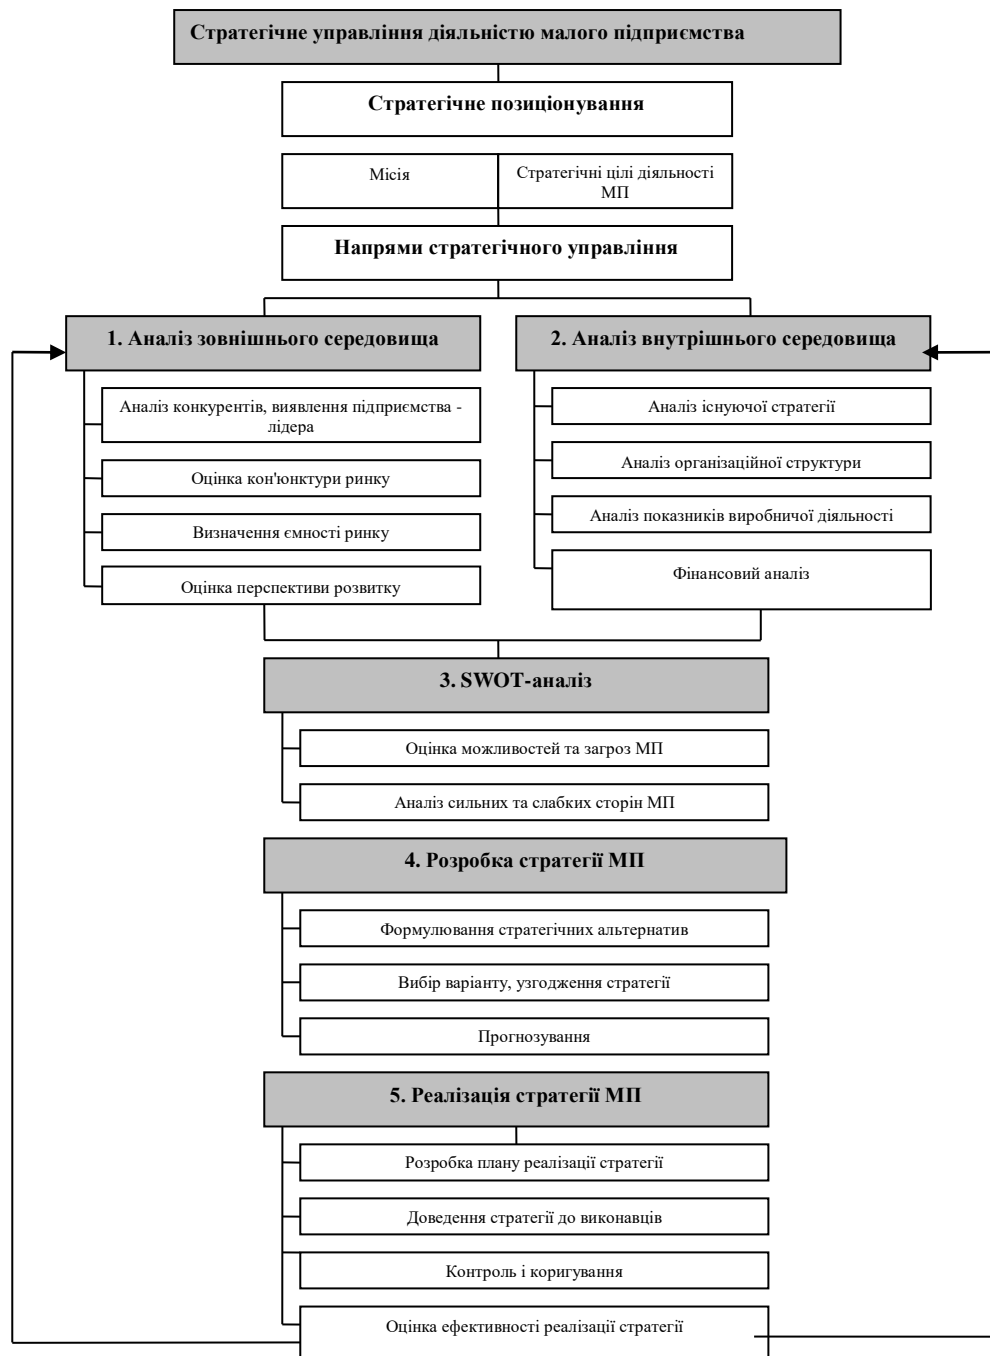 Стратегічне управління діяльністю малого підприємства
Стратегічне позиціонування
Місія
Стратегічні цілі діяльності
МП
Напрями стратегічного управління
1. Аналіз зовнішнього середовища
Аналіз конкурентів, виявлення підприємства -
лідера
Оцінка кон'юнктури ринку
Визначення ємності ринку
Оцінка перспективи розвитку
2. Аналіз внутрішнього середовища
Аналіз існуючої стратегії
Аналіз організаційної структури
Аналіз показників виробничої діяльності
Фінансовий аналіз
3. SWOT-аналіз
Оцінка можливостей та загроз МП
Аналіз сильних та слабких сторін МП
4. Розробка стратегії МП
Формулювання стратегічних альтернатив
Вибір варіанту, узгодження стратегії
Прогнозування
5. Реалізація стратегії МП
Розробка плану реалізації стратегії
Доведення стратегії до виконавців
Контроль і коригування
Оцінка ефективності реалізації стратегії